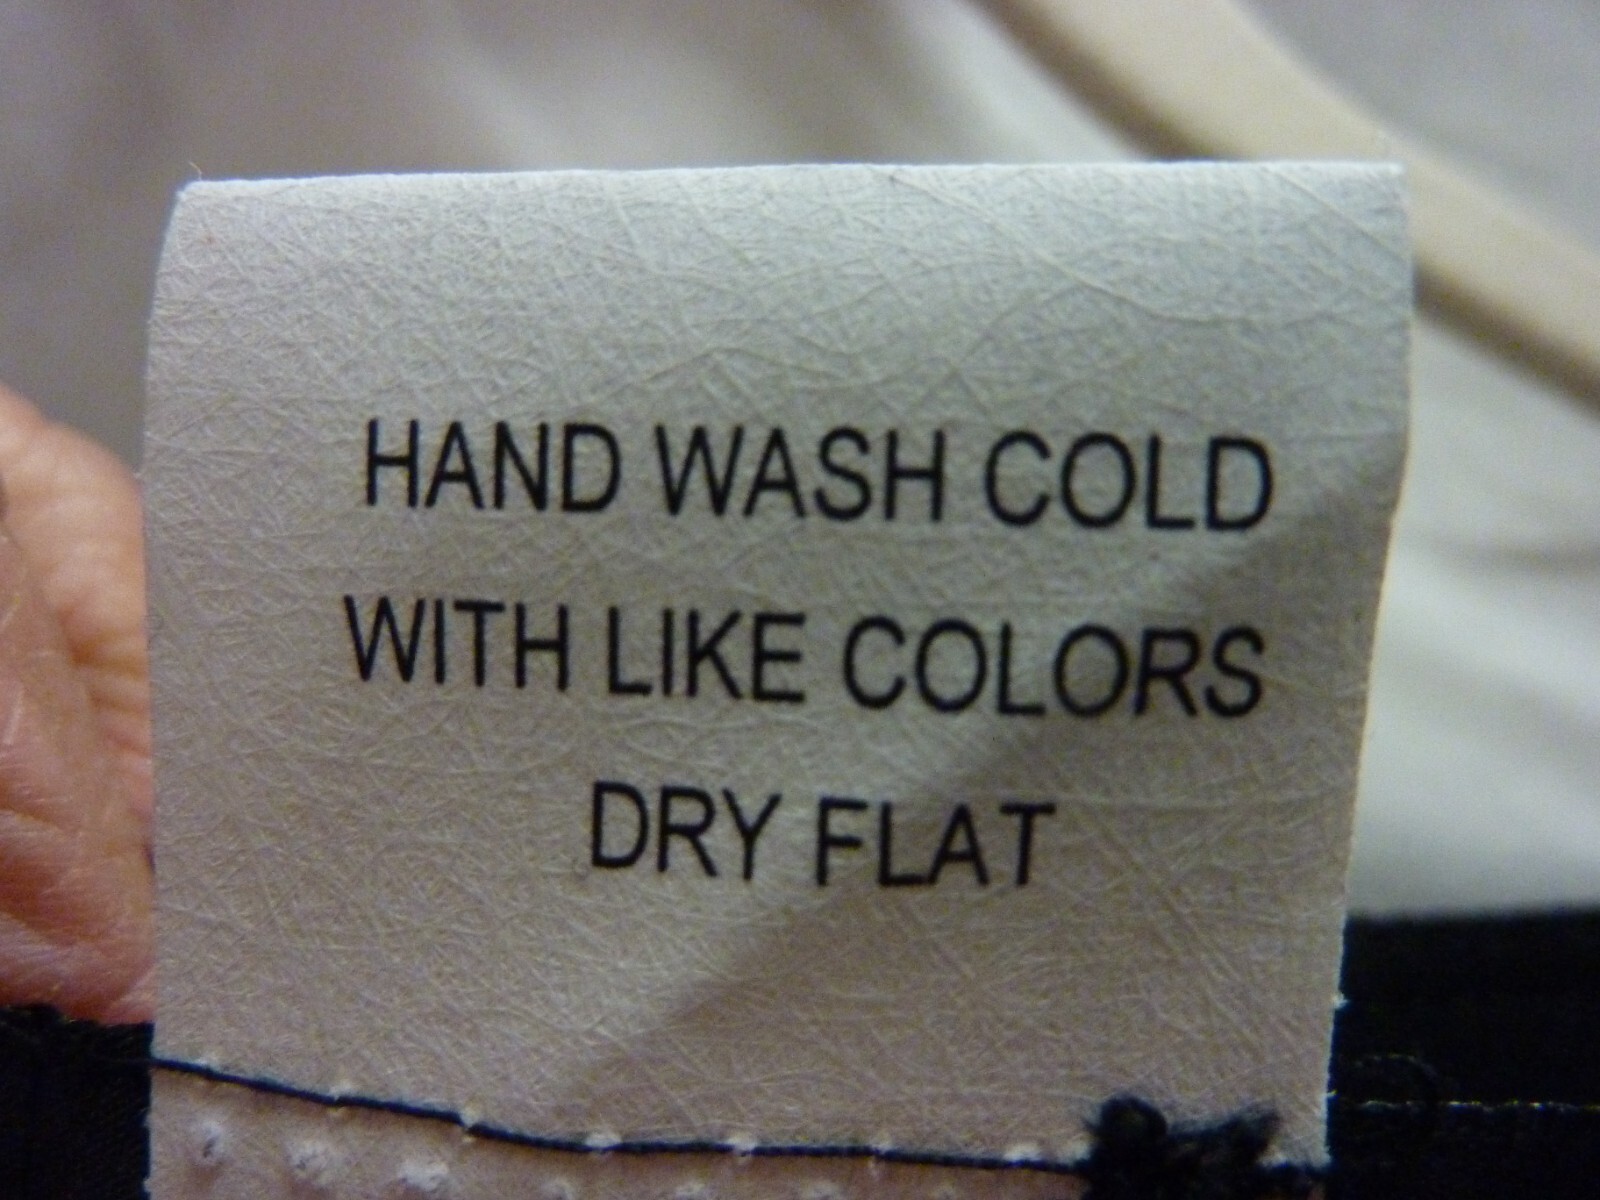 HAND WASH COLD
WITH LIKE COLORS
DRY FLAT